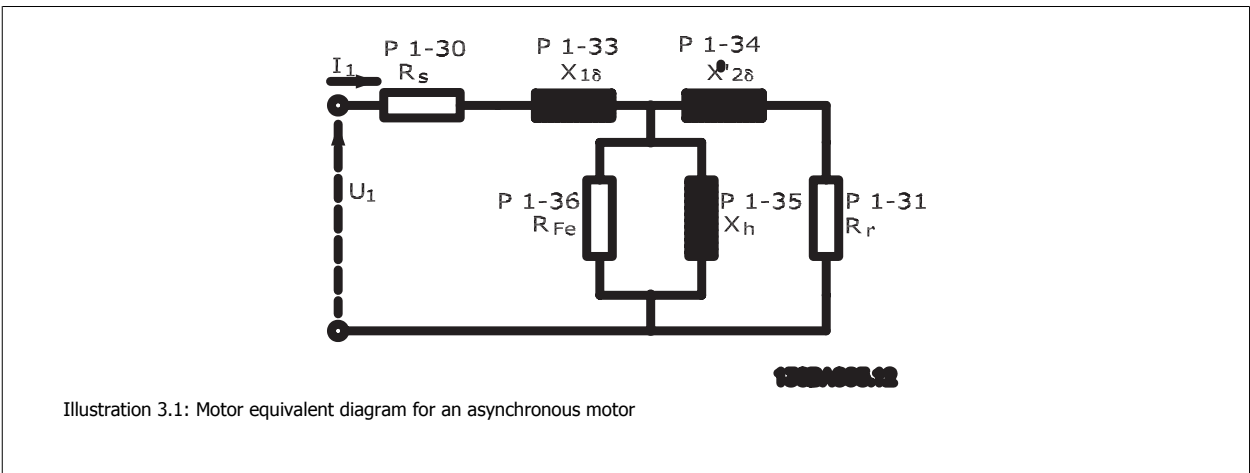 P 1-30
P 1-33
P 1-34
I1
Rs
X1δ
X'2δ
U1
P 1-36
P 1-35
P 1-31
RFe
Xh
Rr
Illustration 3.1: Motor equivalent diagram for an asynchronous motor